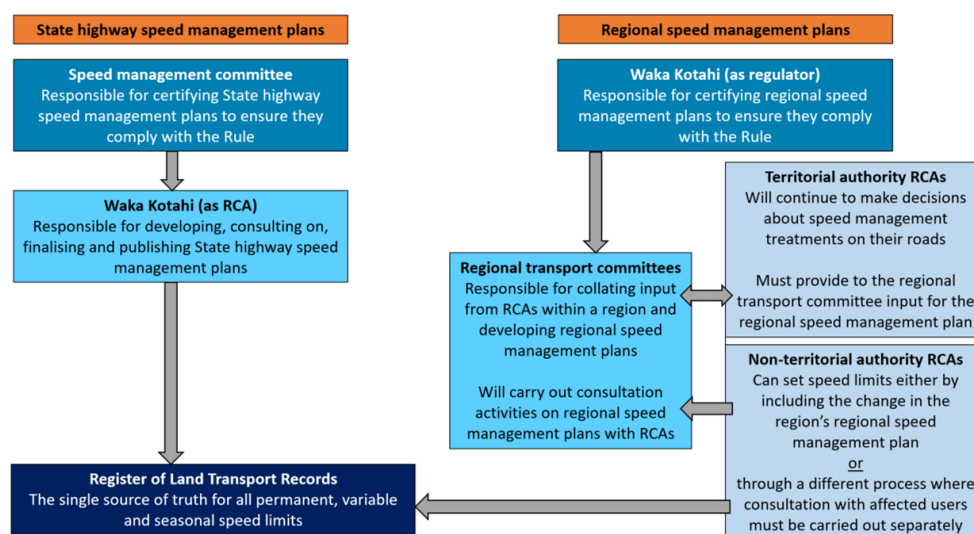 State highway speed management plans
Regional speed management plans
Speed management committee
Responsible for certifying State highway
speed management plans to ensure they
comply with the Rule
Waka Kotahi (as regulator)
Responsible for certifying regional speed
management plans to ensure they comply
with the Rule
Waka Kotahi (as RCA)
Responsible for developing, consulting on,
finalising and publishing State highway speed
management plans
Territorial authority RCAs
Will continue to make decisions
about speed management
treatments on their roads
Must provide to the regional
transport committee input for the
regional speed management plan
Regional transport committees
Responsible for collating input
from RCAs within a region and
developing regional speed
management plans
Will carry out consultation
activities on regional speed
management plans with RCAs
Non-territorial authority RCAs
Can set speed limits either by
including the change in the
region's regional speed
management plan
or
through a different process where
consultation with affected users
must be carried out separately
Register of Land Transport Records
The single source of truth for all permanent, variable
and seasonal speed limits